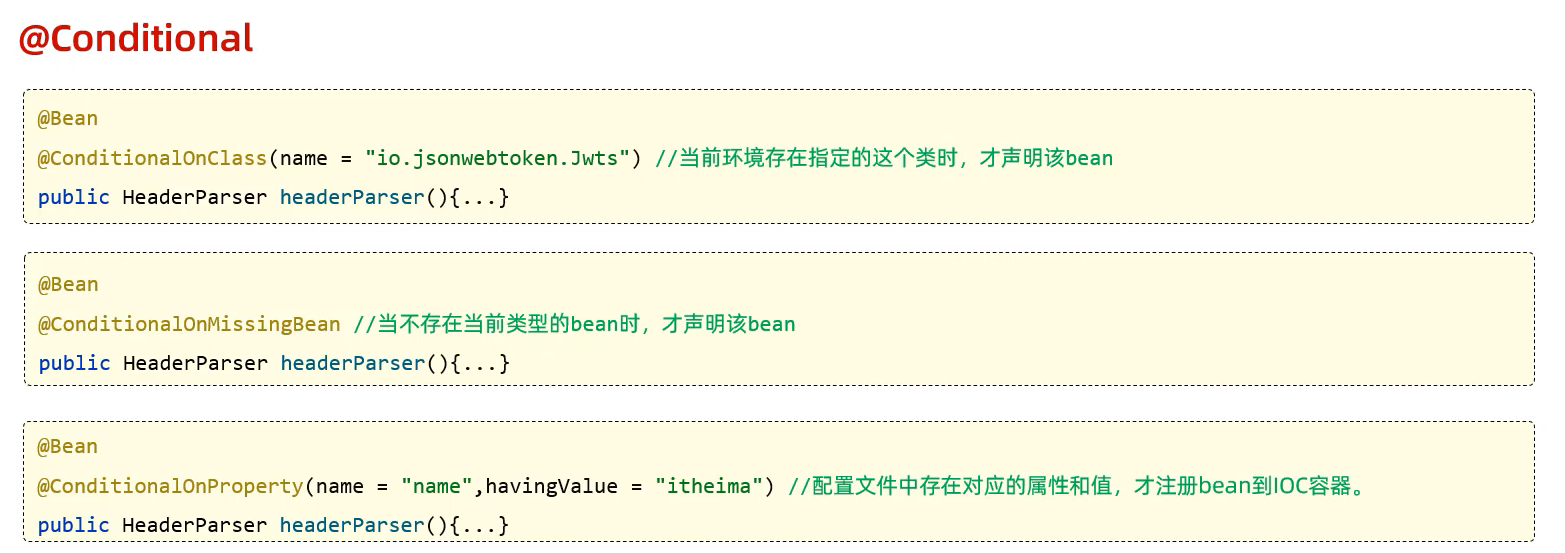 @Conditional
@Bean
@ConditionalOnClass(name = "io.jsonwebtoken.Jwts") //当前环境存在指定的这个类时，才声明该bean
public HeaderParser headerParser(){...}
@Bean
@ConditionalOnMissingBean //当不存在当前类型的bean时，才声明该bean
public HeaderParser headerParser(){...}
@Bean
@ConditionalOnProperty(name = "name",havingValue = "itheima") //配置文件中存在对应的属性和值，才注册bean到IOC容器。
public HeaderParser headerParser(){...}